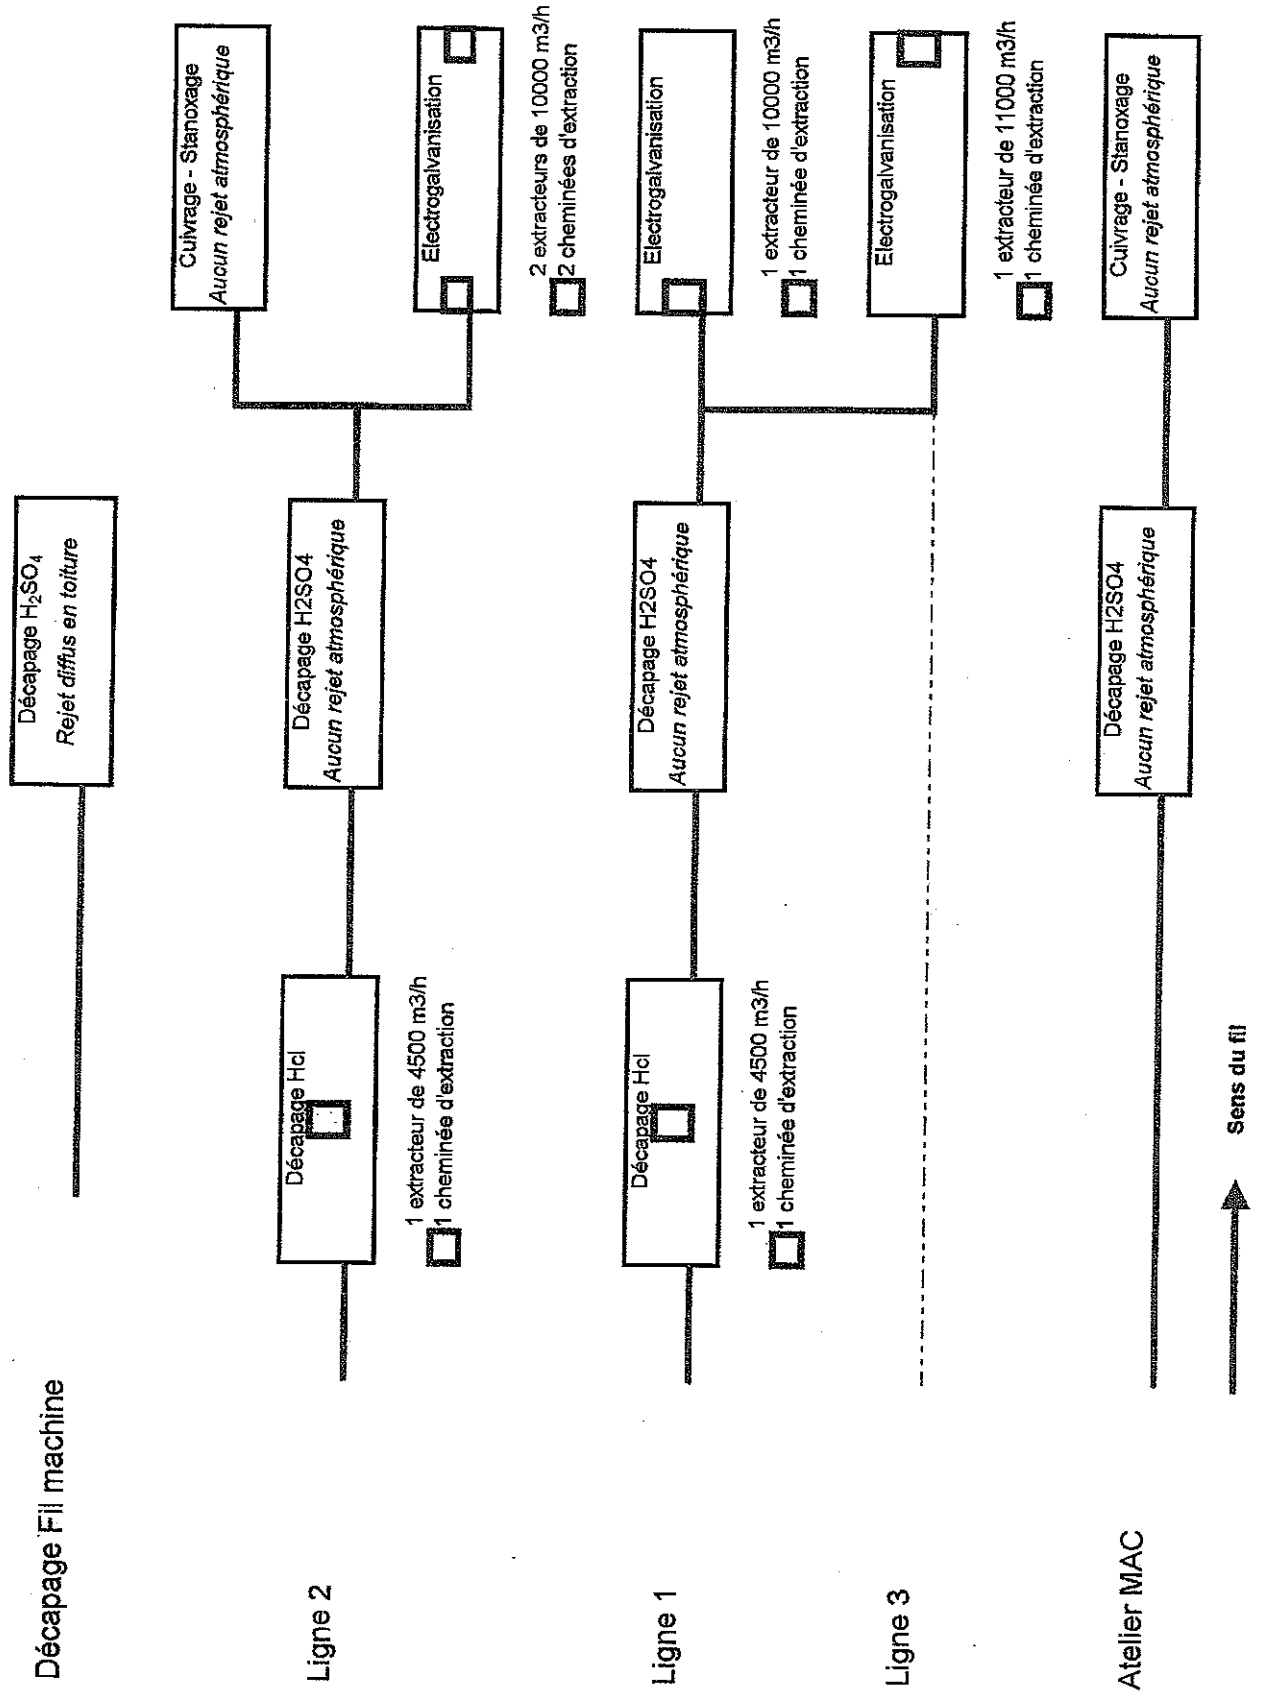 Décapage Fil machine
Décapage H₂SO₄
Rejet diffus en toiture
Ligne 2
Décapage Hcl
1 extracteur de 4500 m3/h
1 cheminée d'extraction
Décapage H2SO4
Aucun rejet atmosphérique
Cuivrage - Stanoxage
Aucun rejet atmosphérique
Electrogalvanisation
2 extracteurs de 10000 m3/h
2 cheminées d'extraction
Ligne 1
Décapage Hcl
1 extracteur de 4500 m3/h
1 cheminée d'extraction
Décapage H2SO4
Aucun rejet atmosphérique
Electrogalvanisation
1 extracteur de 10000 m3/h
1 cheminée d'extraction
Ligne 3
Electrogalvanisation
1 extracteur de 11000 m3/h
1 cheminée d'extraction
Atelier MAC
Décapage H2SO4
Aucun rejet atmosphérique
Cuivrage - Stanoxage
Aucun rejet atmosphérique
Sens du fil